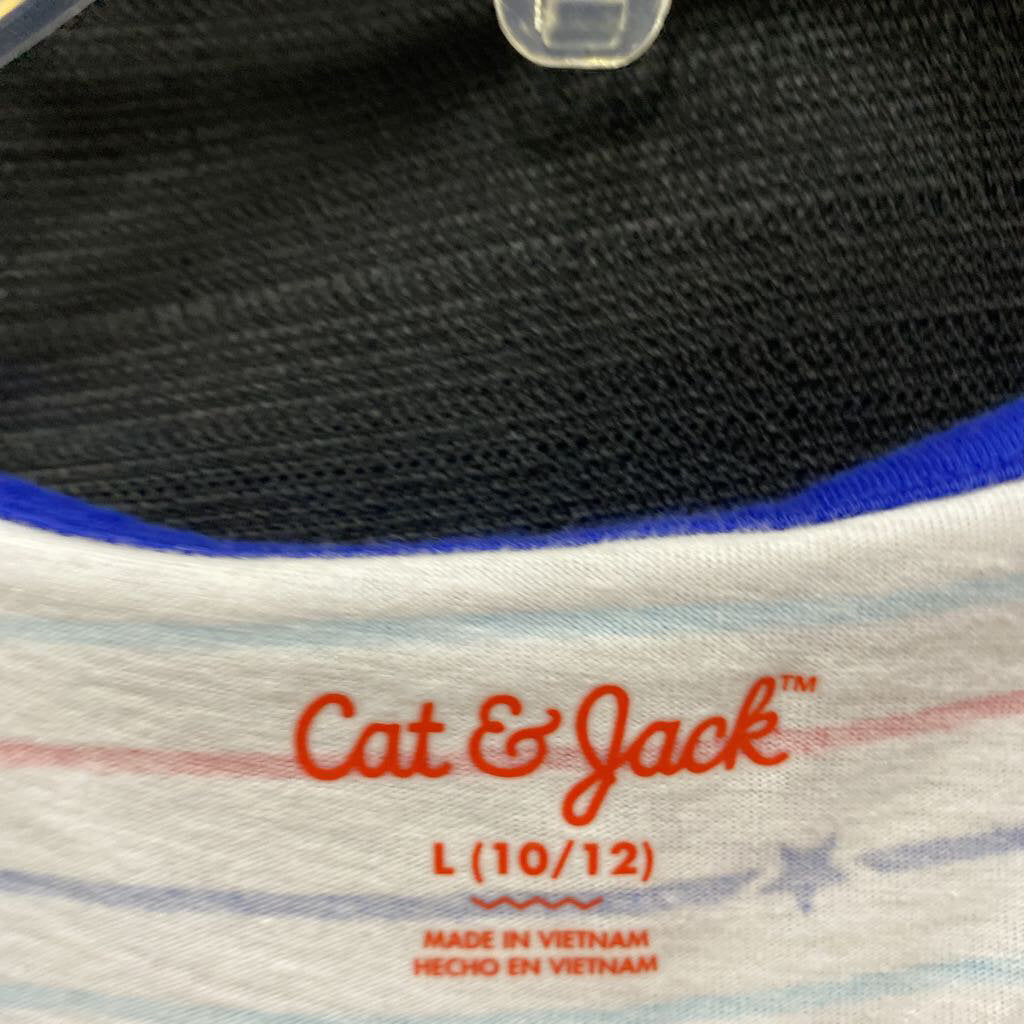 Cat & Jack™
L (10/12)
MADE IN VIETNAM
HECHO EN VIETNAM